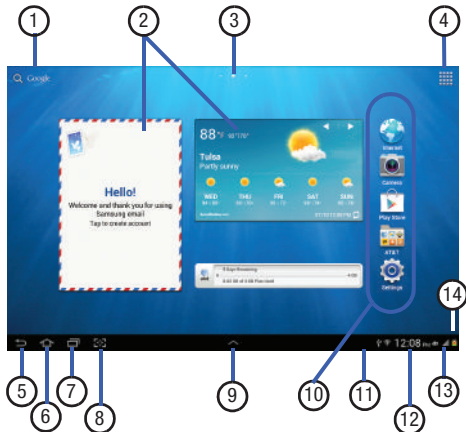 1
2
3
4
Google
88°F
Hello!
Welcome and thank you for using
Samsung email
Tap to create account
Tulsa
Partly sunny
WED
THU
FRI
SAT
SUN
Internet
Camera
Play Store
AT&T
Settings
14
12:08 PM
5
6
7
8
9
10
11
12
13